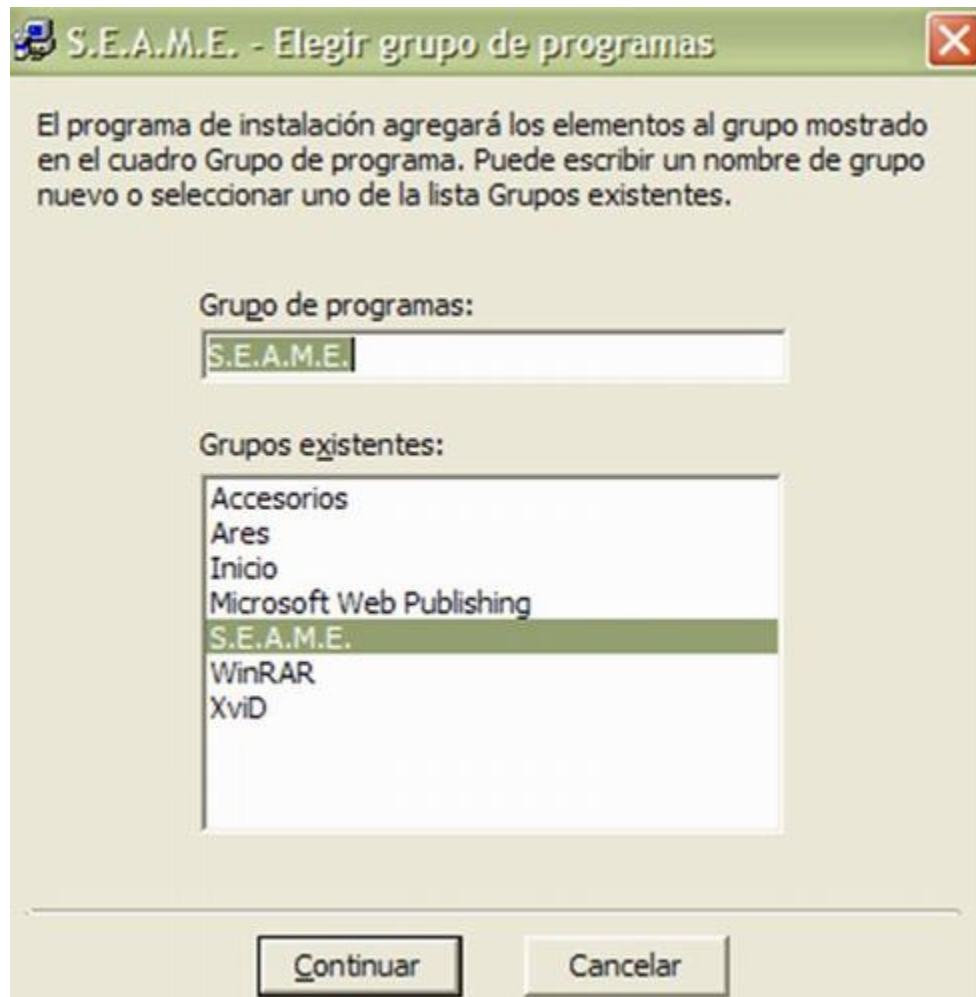 S.E.A.M.E. - Elegir grupo de programas
El programa de instalación agregará los elementos al grupo mostrado
en el cuadro Grupo de programa. Puede escribir un nombre de grupo
nuevo o seleccionar uno de la lista Grupos existentes.
Grupo de programas:
S.E.A.M.E.
Grupos existentes:
Accesorios
Ares
Inicio
Microsoft Web Publishing
S.E.A.M.E.
WinRAR
XviD
Continuar
Cancelar